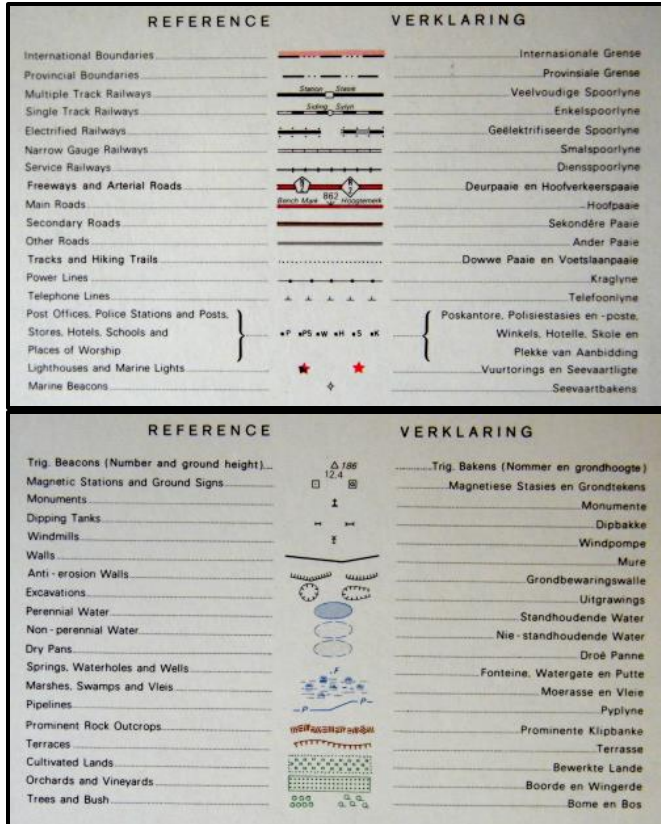 REFERENCE VERKLARING
International Boundaries Internasionale Grense
Provincial Boundaries Provinsiale Grense
Multiple Track Railways Station Stasie Veelvoudige Spoorlyne
Single Track Railways Siding Sylyn Enkelspoorlyne
Electrified Railways Geëlektrifiseerde Spoorlyne
Narrow Gauge Railways Smalspoorlyne
Service Railways Diensspoorlyne
Freeways and Arterial Roads Deurpaaie en Hoofverkeerspaaie
Main Roads Bench Mark 862 Hoogtemerk Hoofpaaie
Secondary Roads Sekondêre Paaie
Other Roads Ander Paaie
Tracks and Hiking Trails Dowwe Paaie en Voetslaanpaaie
Power Lines Kraglyne
Telephone Lines Telefoonlyne
Post Offices, Police Stations and Posts, Poskantore, Polisiestasies en -poste,
Stores, Hotels, Schools and P PS W H S K Winkels, Hotelle, Skole en
Places of Worship Plekke van Aanbidding
Lighthouses and Marine Lights Vuurtorings en Seevaartligte
Marine Beacons Seevaartbakens
REFERENCE VERKLARING
Trig. Beacons (Number and ground height)... 186 Trig. Bakens (Nommer en grondhoogte)
12,4
Magnetic Stations and Ground Signs Magnetiese Stasies en Grondtekens
Monuments Monumente
Dipping Tanks Dipbakke
Windmills Windpompe
Walls Mure
Anti-erosion Walls Grondbewaringswalle
Excavations Uitgrawings
Perennial Water Standhoudende Water
Non-perennial Water Nie-standhoudende Water
Dry Pans Droë Panne
Springs, Waterholes and Wells F Fonteine, Watergate en Putte
Marshes, Swamps and Vleis Moerasse en Vleie
Pipelines P P Pyplyne
Prominent Rock Outcrops Prominente Klipbanke
Terraces Terrasse
Cultivated Lands Bewerkte Lande
Orchards and Vineyards Boorde en Wingerde
Trees and Bush Bome en Bos